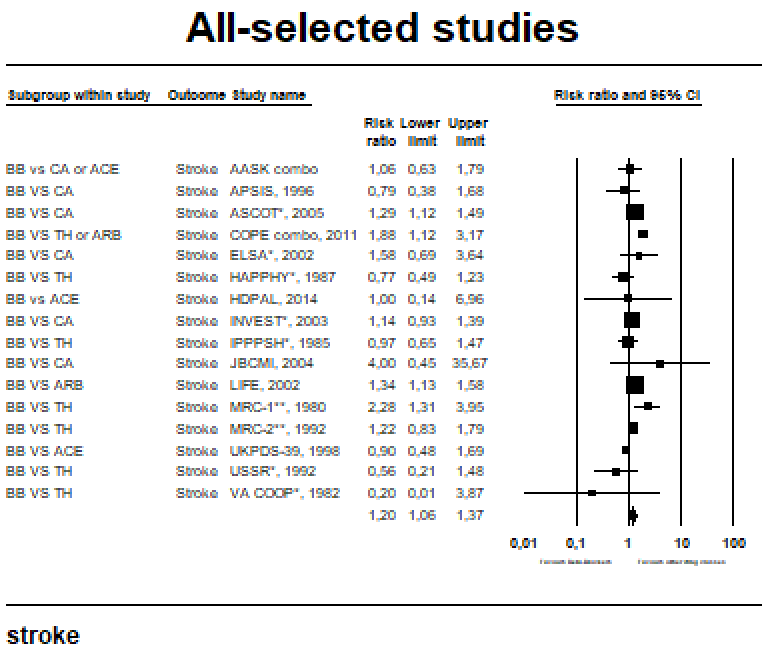 All-selected studies
Subgroup within study Outcome Study name Risk ratio and 95% CI
Risk Lower Upper
ratio limit limit
BB vs CA or ACE Stroke AASK combo 1,06 0,63 1,79
BB VS CA Stroke APSIS, 1996 0,79 0,38 1,68
BB VS CA Stroke ASCOT*, 2005 1,29 1,12 1,49
BB VS TH or ARB Stroke COPE combo, 2011 1,88 1,12 3,17
BB VS CA Stroke ELSA*, 2002 1,58 0,69 3,64
BB VS TH Stroke HAPPHY*, 1987 0,77 0,49 1,23
BB vs ACE Stroke HDPAL, 2014 1,00 0,14 6,96
BB VS CA Stroke INVEST*, 2003 1,14 0,93 1,39
BB VS TH Stroke IPPPSH*, 1985 0,97 0,65 1,47
BB VS CA Stroke JBCMI, 2004 4,00 0,45 35,67
BB VS ARB Stroke LIFE, 2002 1,34 1,13 1,58
BB VS TH Stroke MRC-1**, 1980 2,28 1,31 3,95
BB VS TH Stroke MRC-2**, 1992 1,22 0,83 1,79
BB VS ACE Stroke UKPDS-39, 1998 0,90 0,48 1,69
BB VS TH Stroke USSR*, 1992 0,56 0,21 1,48
BB VS TH Stroke VA COOP*, 1982 0,20 0,01 3,87
1,20 1,06 1,37
0,01 0,1 1 10 100
stroke